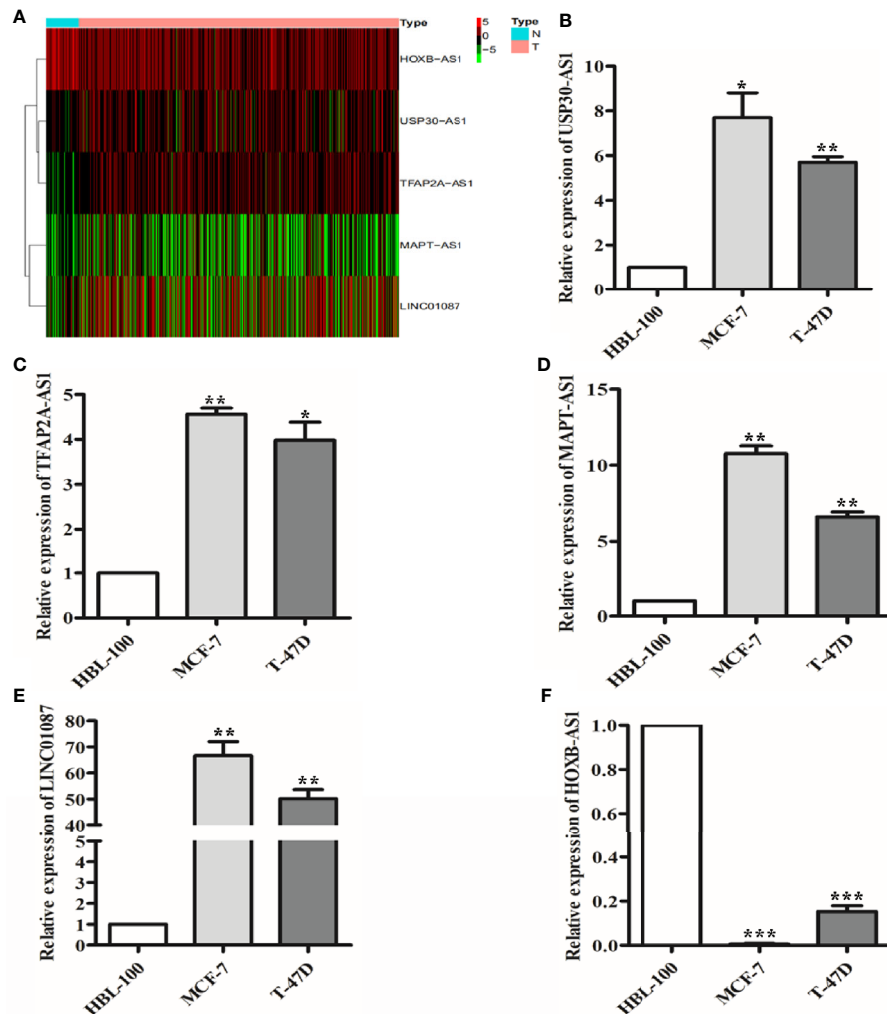 A
Type
HOXB-AS1
USP30-AS1
TFAP2A-AS1
MAPT-AS1
LINC01087
5
0
-5
Type
N
T
B
Relative expression of USP30-AS1
10
8
6
4
2
0
*
**
HBL-100
MCF-7
T-47D
C
Relative expression of TFAP2A-AS1
5
4
3
2
1
0
**
*
HBL-100
MCF-7
T-47D
D
Relative expression of MAPT-AS1
15
10
5
0
**
**
HBL-100
MCF-7
T-47D
E
Relative expression of LINC01087
80
70
60
50
40
5
4
3
2
1
0
**
**
HBL-100
MCF-7
T-47D
F
Relative expression of HOXB-AS1
1.0
0.8
0.6
0.4
0.2
0.0
***
***
HBL-100
MCF-7
T-47D